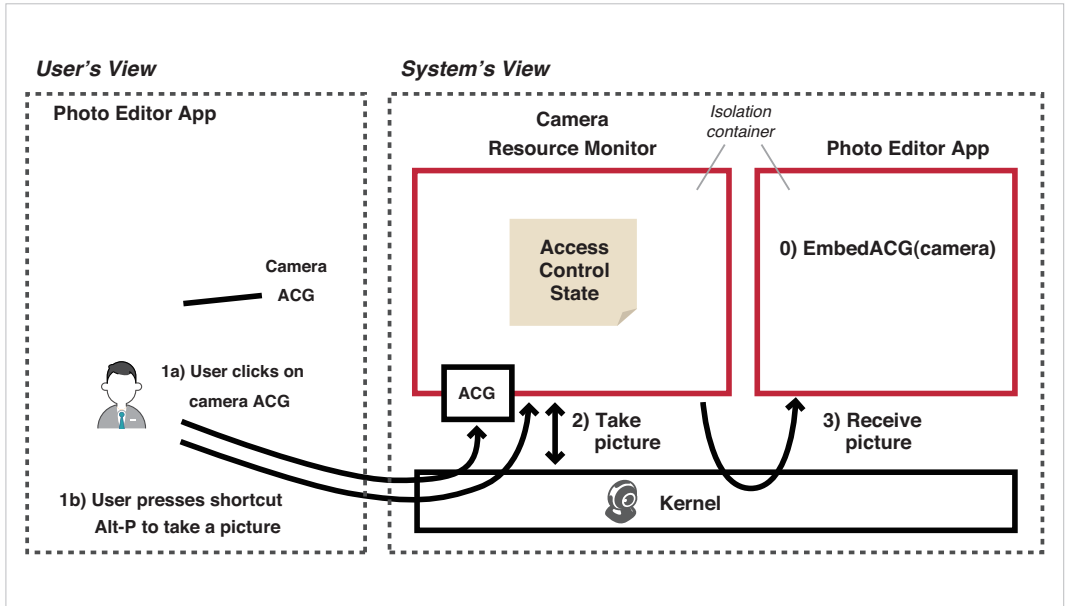 User's View
Photo Editor App
Camera
ACG
1a) User clicks on
camera ACG
1b) User presses shortcut
Alt-P to take a picture
System's View
Camera
Resource Monitor
Isolation
container
Photo Editor App
Access
Control
State
0) EmbedACG(camera)
ACG
2) Take
picture
3) Receive
picture
Kernel